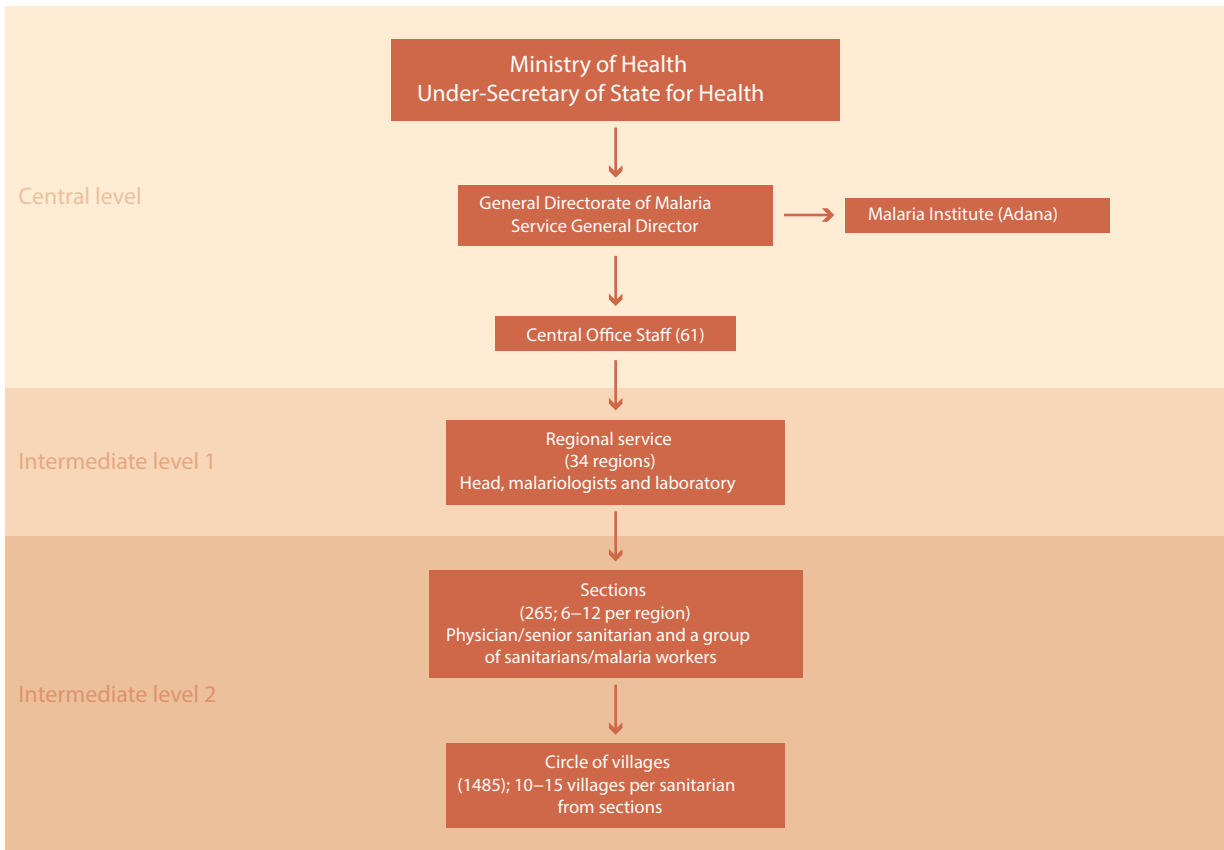 Ministry of Health
Under-Secretary of State for Health
Central level
General Directorate of Malaria
Service General Director
Malaria Institute (Adana)
Central Office Staff (61)
Intermediate level 1
Regional service
(34 regions)
Head, malariologists and laboratory
Sections
(265; 6–12 per region)
Physician/senior sanitarian and a group
of sanitarians/malaria workers
Intermediate level 2
Circle of villages
(1485); 10–15 villages per sanitarian
from sections